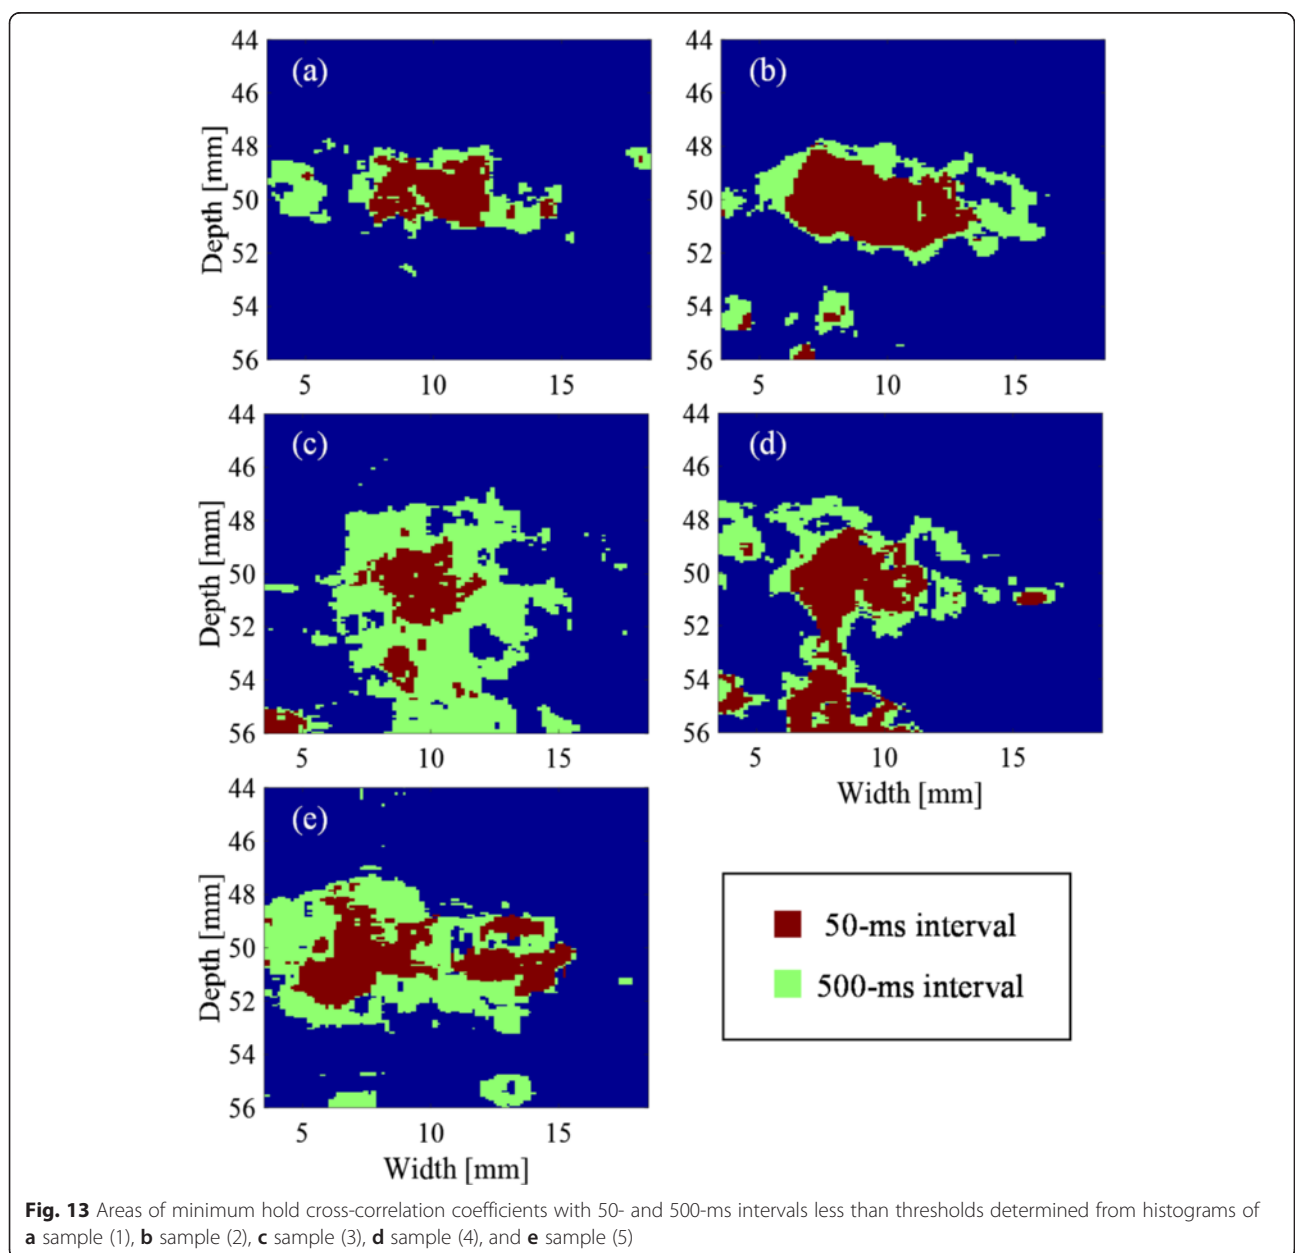 44
46
48
50
52
54
56
Depth [mm]
(a)
5 10 15
44
46
48
50
52
54
56
(b)
5 10 15
44
46
48
50
52
54
56
Depth [mm]
(c)
5 10 15
44
46
48
50
52
54
56
(d)
5 10 15
Width [mm]
44
46
48
50
52
54
56
Depth [mm]
(e)
5 10 15
Width [mm]
50-ms interval
500-ms interval
Fig. 13 Areas of minimum hold cross-correlation coefficients with 50- and 500-ms intervals less than thresholds determined from histograms of
a sample (1), b sample (2), c sample (3), d sample (4), and e sample (5)